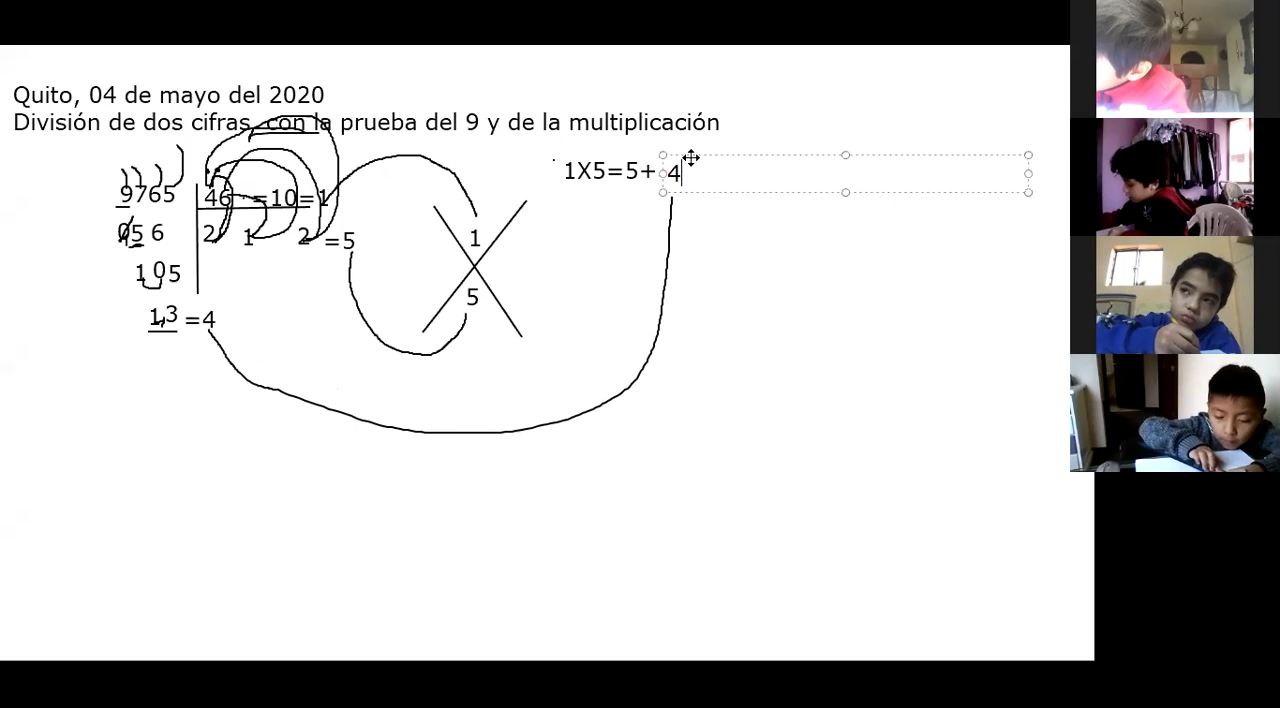 Quito, 04 de mayo del 2020
División de dos cifras, con la prueba del 9 y de la multiplicación
1X5=5+4
9765 46 =10=1
056 2 1 2 =5
105
13 =4
1
5